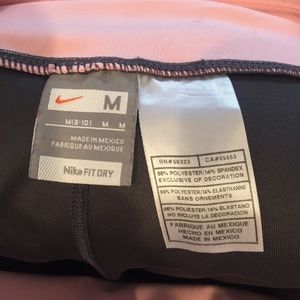 M
M(8-10) M M
MADE IN MEXICO
FABRIQUÉ AU MEXIQUE
Nike FIT DRY
RN#56323 CA#05553
86% POLYESTER/14% SPANDEX
EXCLUSIVE OF DECORATION
86% POLYESTER/14% ELASTHANNE
SANS ORNEMENTS
86% POLIESTER/14% ELASTANO
NO INCLUYE LA DECORACION
FABRIQUE AU MEXIQUE
HECHO EN MEXICO
MADE IN MEXICO